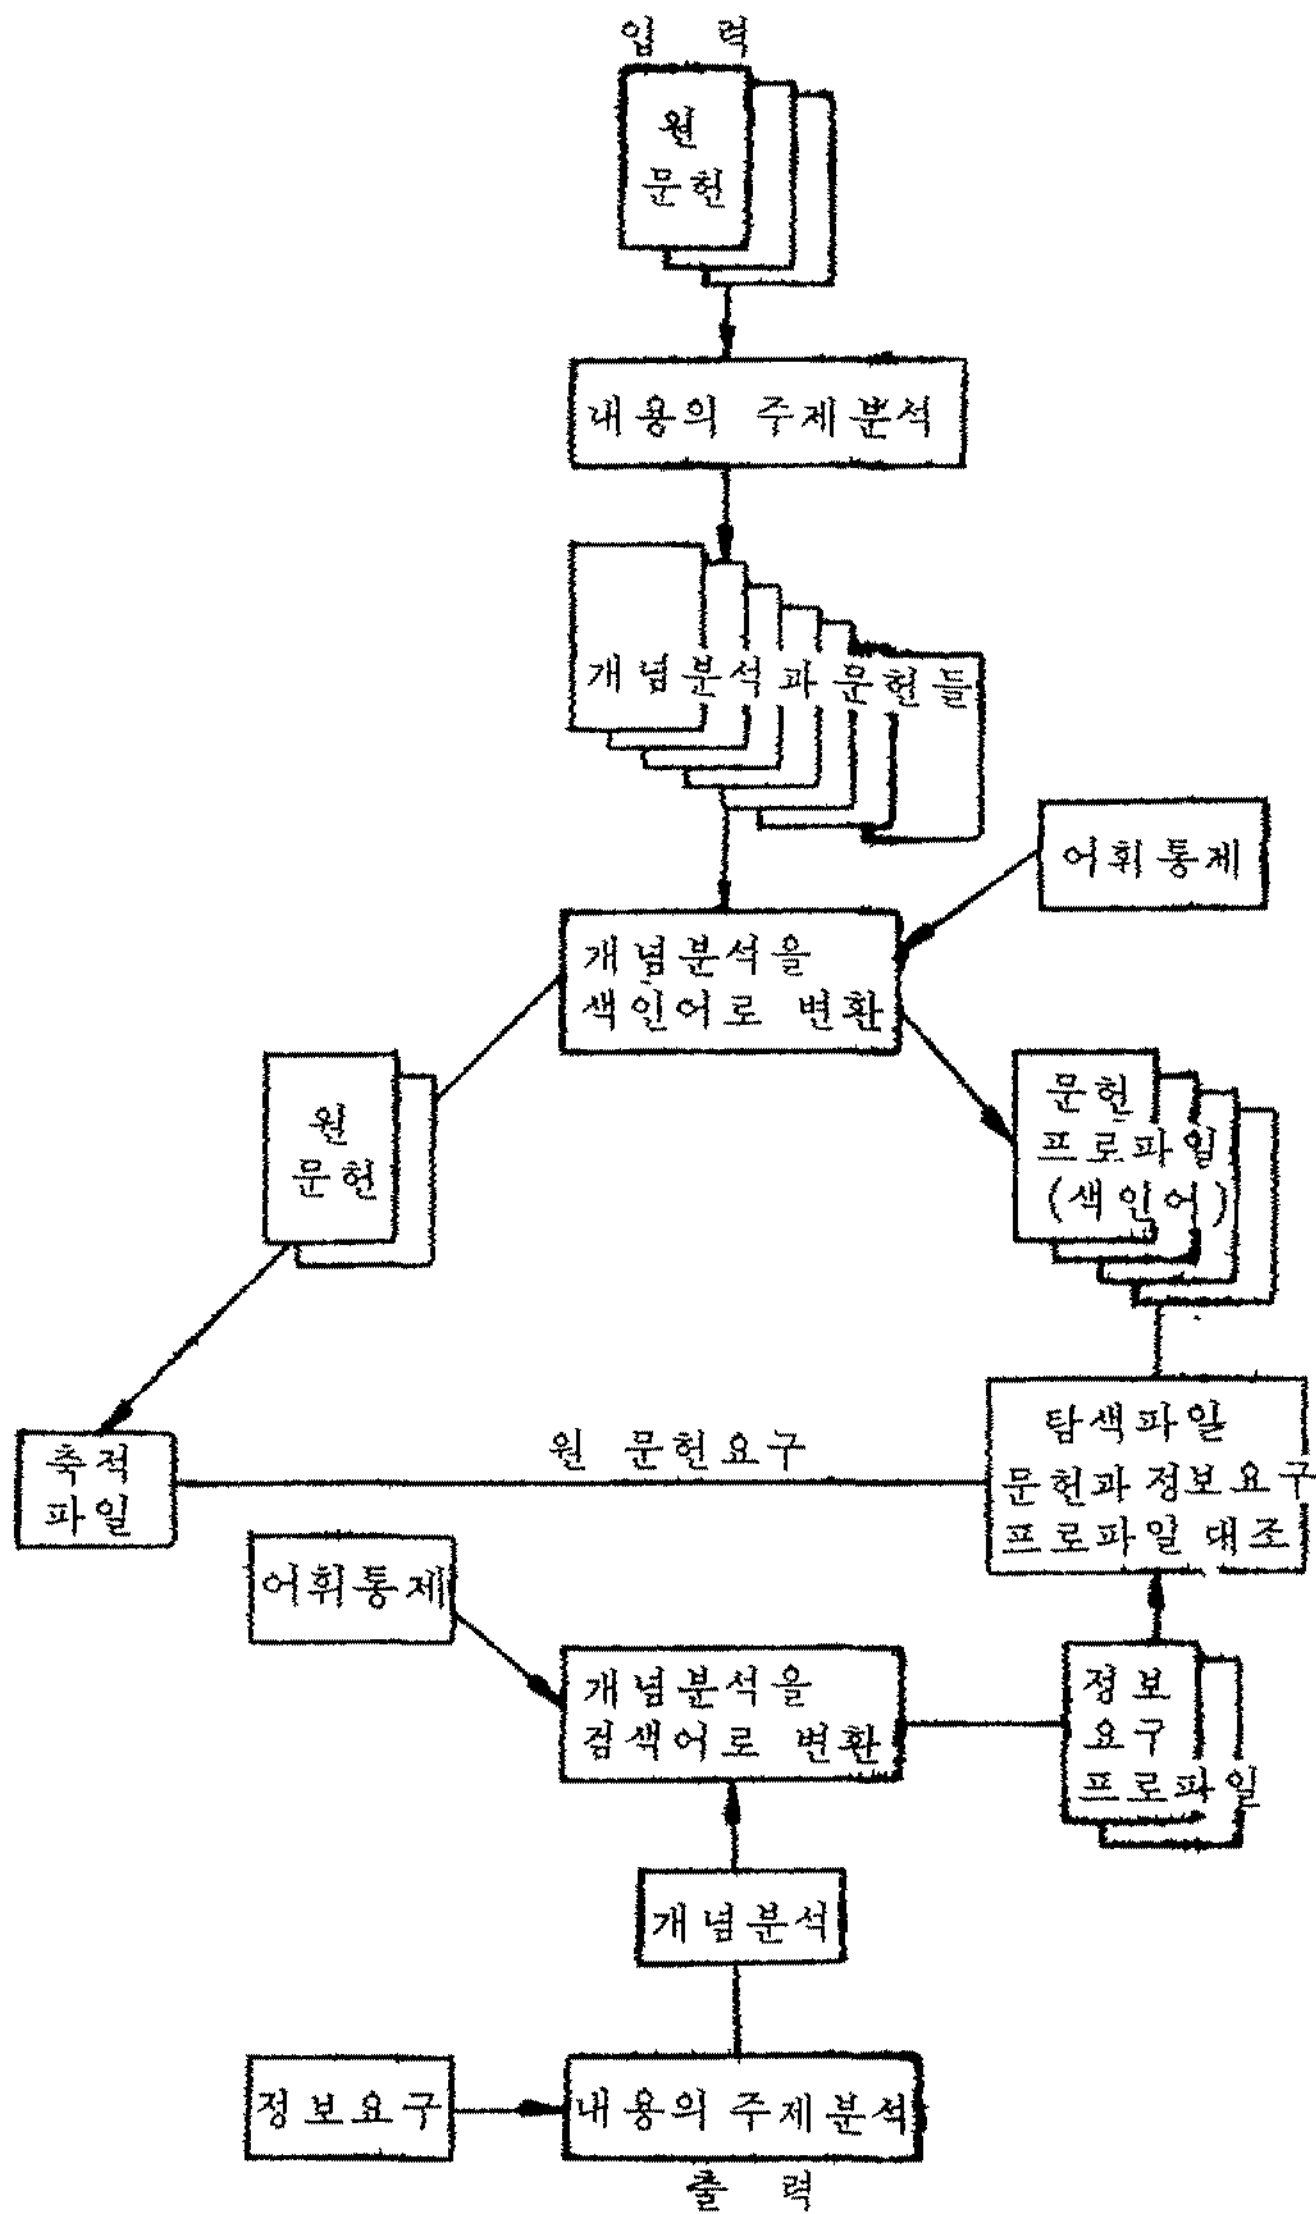 입 력
원
문헌
내용의 주제분석
개념분석과 문헌들
어휘통제
개념분석을
색인어로 변환
원
문헌
문헌
프로파일
(색인어)
축적
파일
원 문헌요구
탐색파일
문헌과 정보요구
프로파일 대조
어휘통제
개념분석을
검색어로 변환
정보
요구
프로파일
개념분석
정보요구
내용의 주제분석
출 력